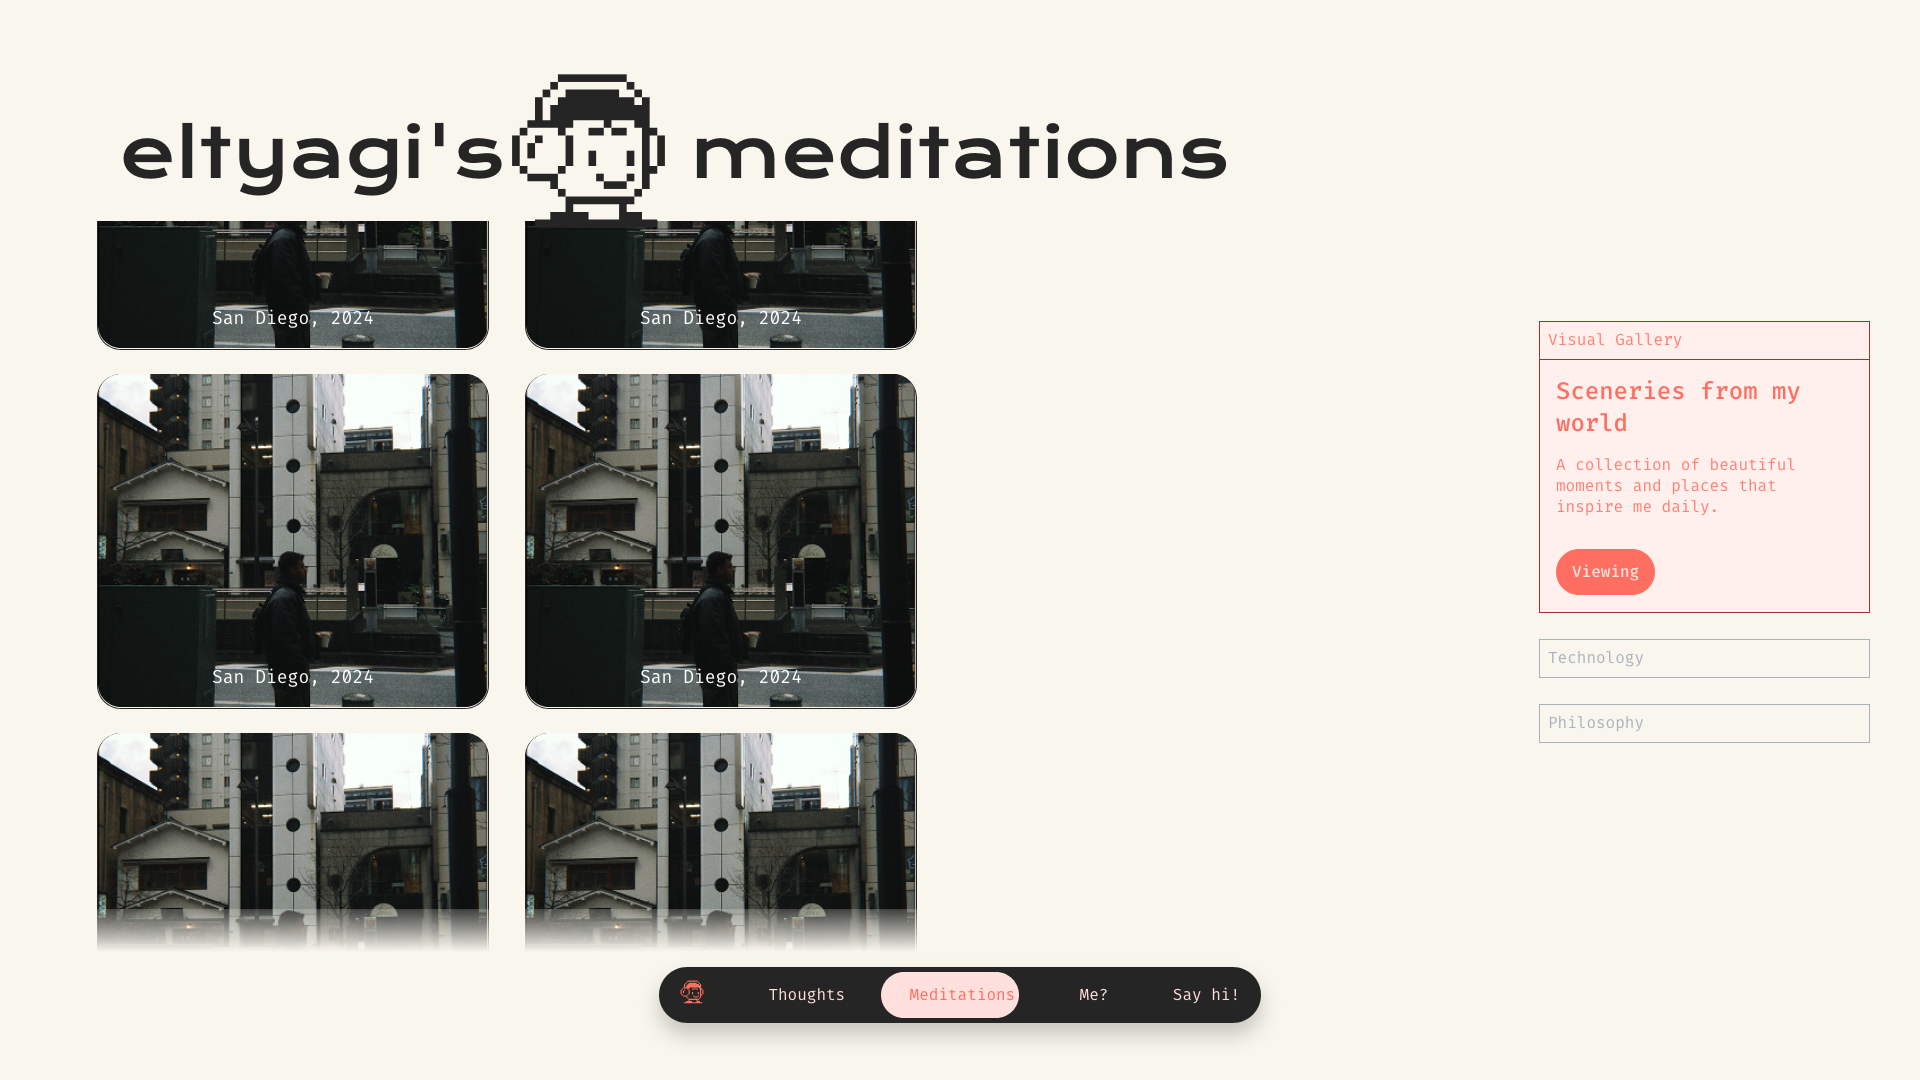 eltyagi's meditations
San Diego, 2024
San Diego, 2024
San Diego, 2024
San Diego, 2024
Visual Gallery
Sceneries from my
world
A collection of beautiful
moments and places that
inspire me daily.
Viewing
Technology
Philosophy
Thoughts
Meditations
Me?
Say hi!